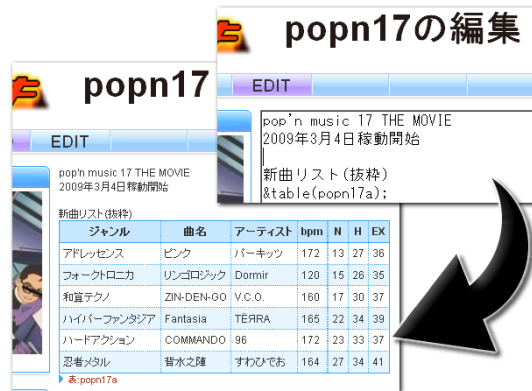 popn17の編集
EDIT
pop'n music 17 THE MOVIE
2009年3月4日稼動開始
新曲リスト(抜粋)
&table(popn17a);
popn17
EDIT
pop'n music 17 THE MOVIE
2009年3月4日稼動開始
新曲リスト(抜粋)
ジャンル 曲名 アーティスト bpm N H EX
アドレッセンス ピンク パーキッツ 172 13 27 36
フォークトロニカ リンゴロジック Dormir 120 15 26 35
和箏テクノ ZIN-DEN-GO V.C.O. 160 17 30 37
ハイパーファンタジア Fantasia TËЯRA 165 22 34 39
ハードアクション COMMANDO 96 172 23 33 37
忍者メタル 背水之陣 すわひでお 164 27 34 41
表:popn17a